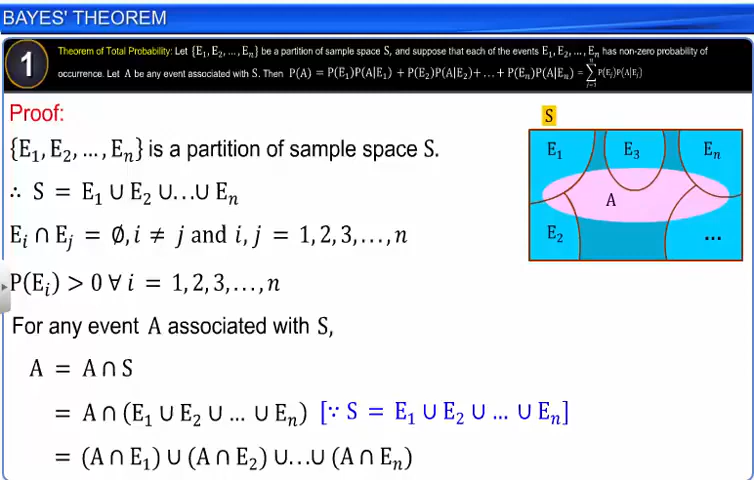 BAYES' THEOREM
1
Theorem of Total Probability: Let {E₁, E₂, ... , Eₙ} be a partition of sample space S, and suppose that each of the events E₁, E₂, ... , Eₙ has non-zero probability of
occurrence. Let A be any event associated with S. Then P(A) = P(E₁)P(A|E₁) + P(E₂)P(A|E₂)+ ... + P(Eₙ)P(A|Eₙ) = ∑ⁿⱼ₌₁ P(Eⱼ)P(A|Eⱼ)
Proof:
{E₁, E₂, ... , Eₙ} is a partition of sample space S.
∴ S = E₁ ∪ E₂ ∪...∪ Eₙ
Eᵢ ∩ Eⱼ = ∅, i ≠ j and i, j = 1, 2, 3, ... , n
P(Eᵢ) > 0 ∀ i = 1, 2, 3, ... , n
For any event A associated with S,
A = A ∩ S
= A ∩ (E₁ ∪ E₂ ∪ ... ∪ Eₙ) [∵ S = E₁ ∪ E₂ ∪ ... ∪ Eₙ]
= (A ∩ E₁) ∪ (A ∩ E₂) ∪...∪ (A ∩ Eₙ)
S
E₁ E₃ Eₙ
A
E₂ ...